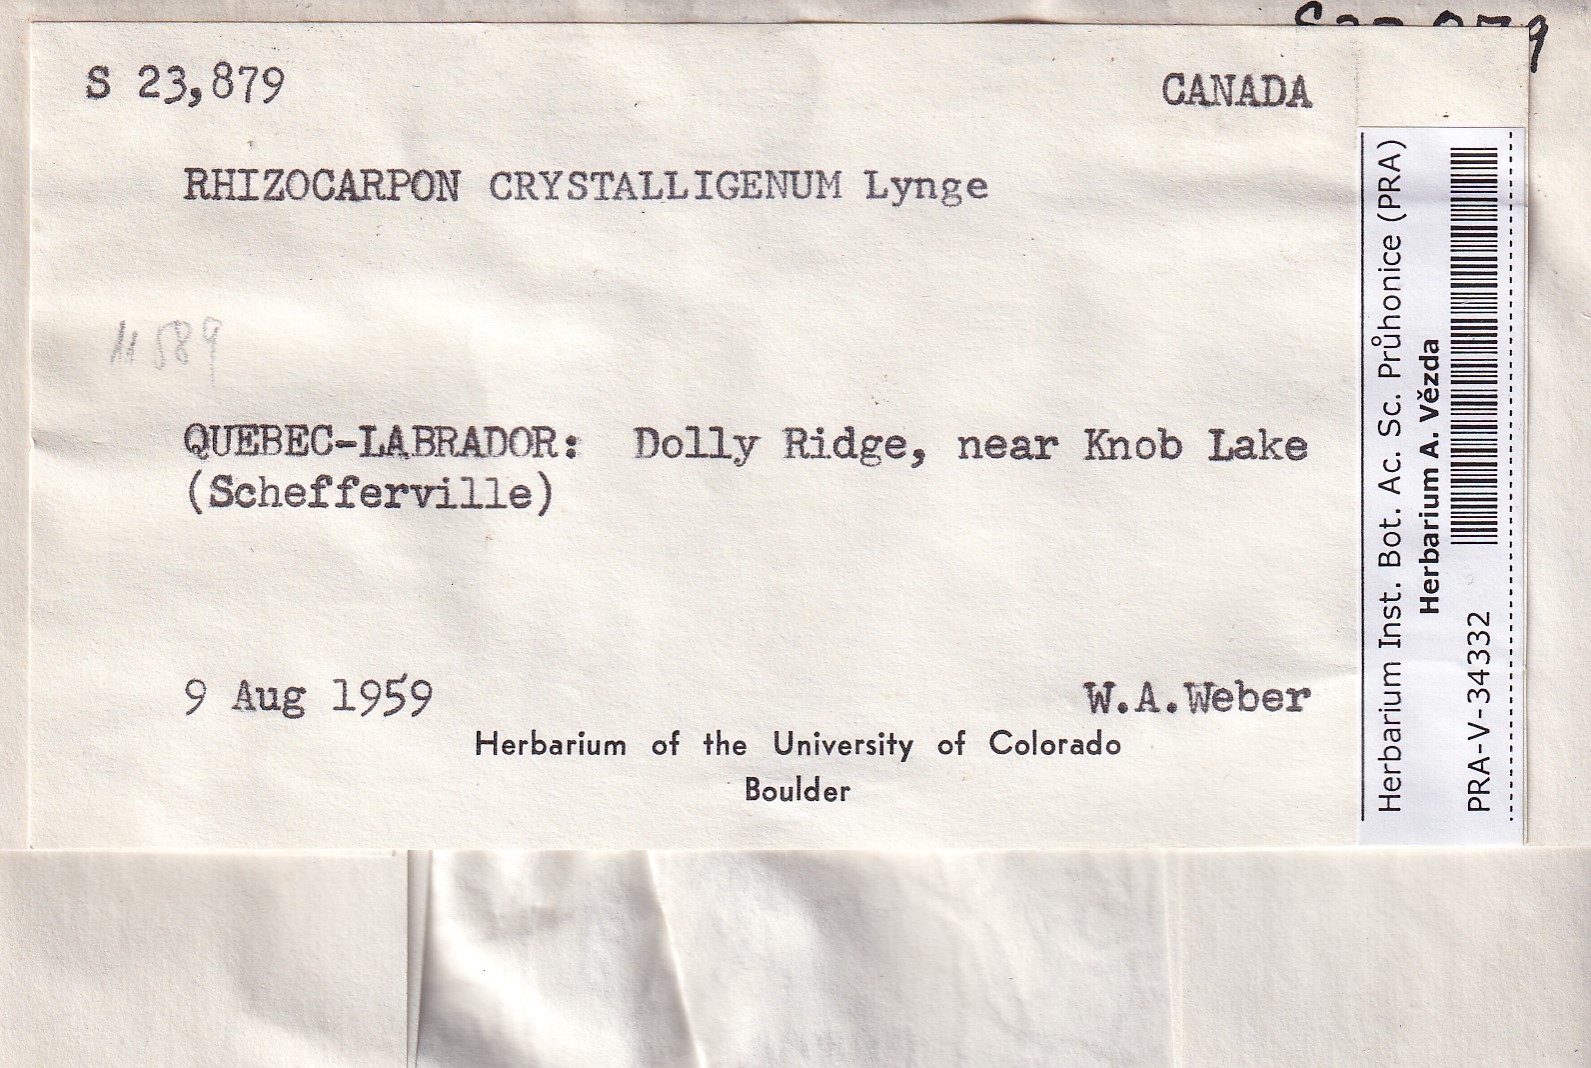 S 23,879
CANADA
RHIZOCARPON CRYSTALLIGENUM Lynge
589
QUEBEC-LABRADOR: Dolly Ridge, near Knob Lake
(Schefferville)
9 Aug 1959
W.A.Weber
Herbarium of the University of Colorado
Boulder
Herbarium Inst. Bot. Ac. Sc. Průhonice (PRA)
Herbarium A. Vězda
PRA-V-34332